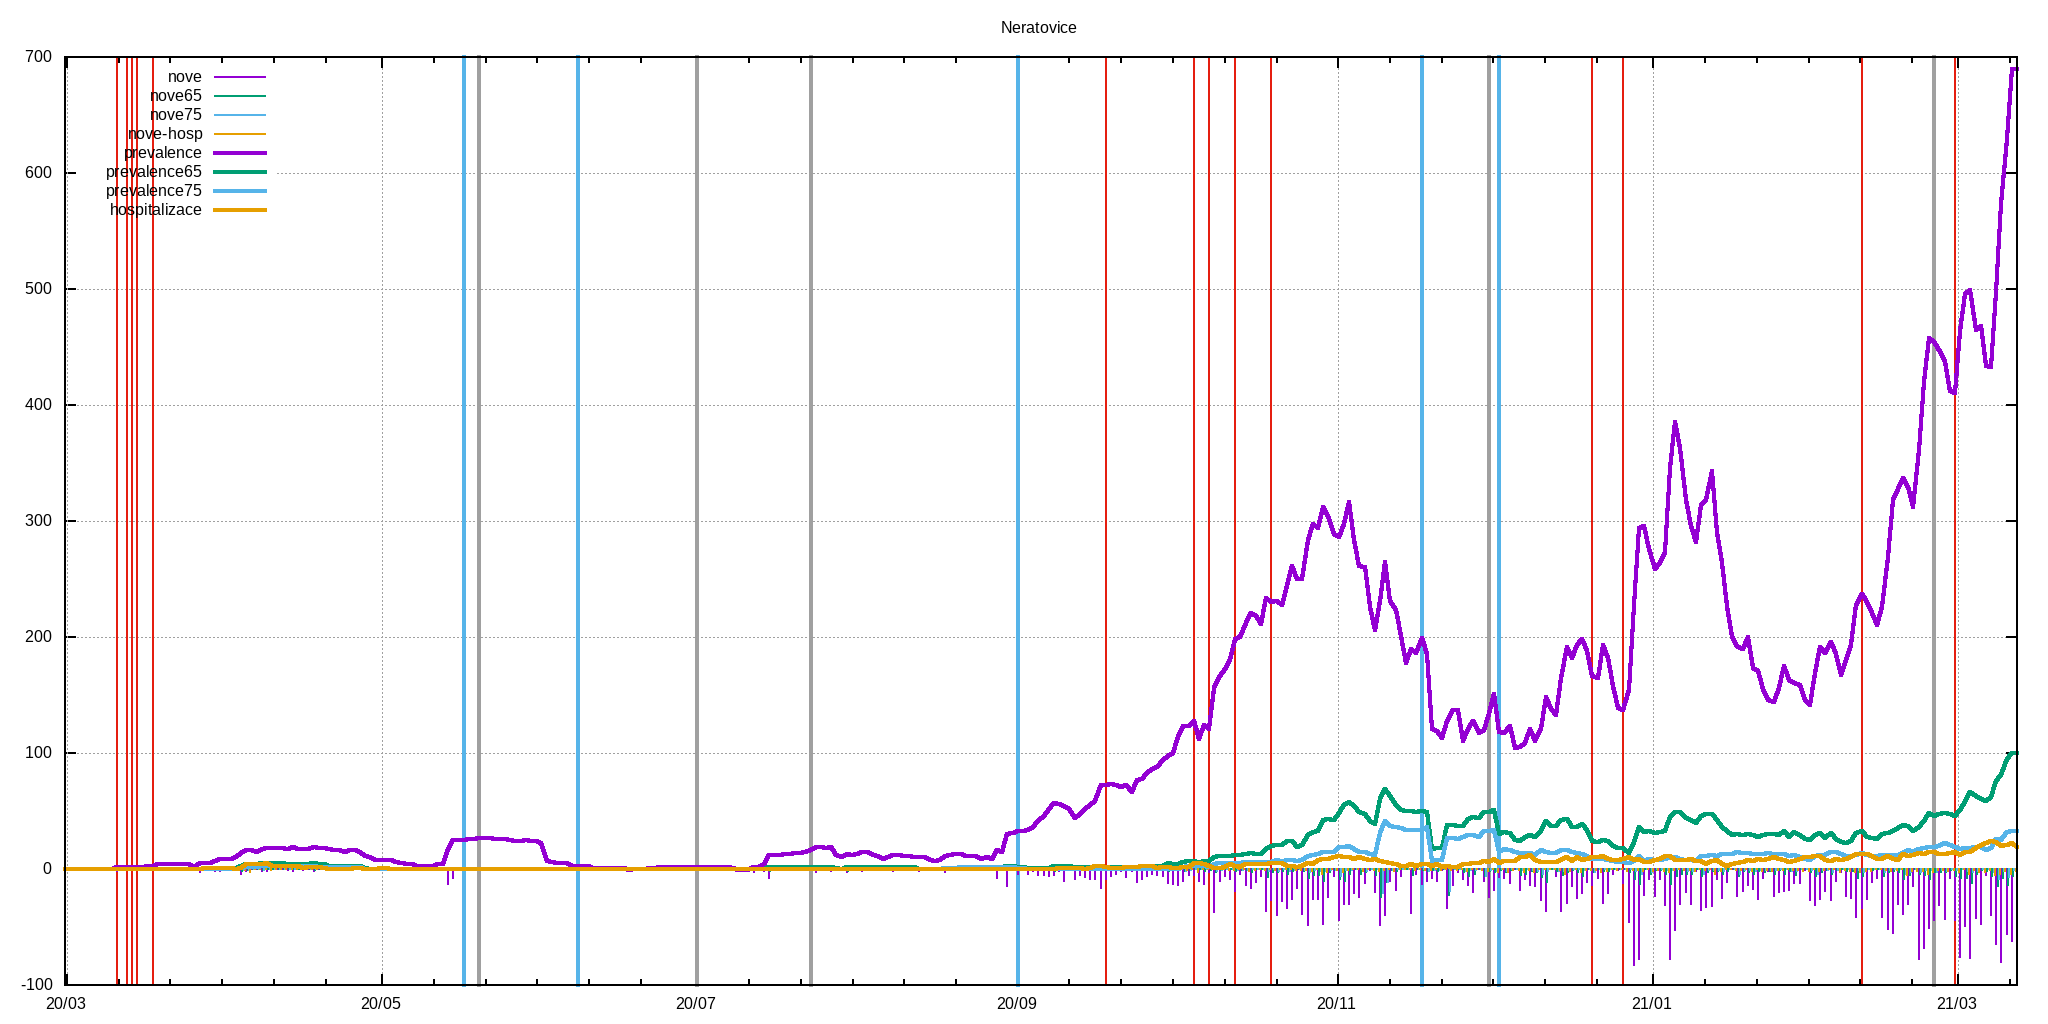 Neratovice
700
600
500
400
300
200
100
0
-100
nove
nove65
nove75
nove-hosp
prevalence
prevalence65
prevalence75
hospitalizace
20/03 20/05 20/07 20/09 20/11 21/01 21/03